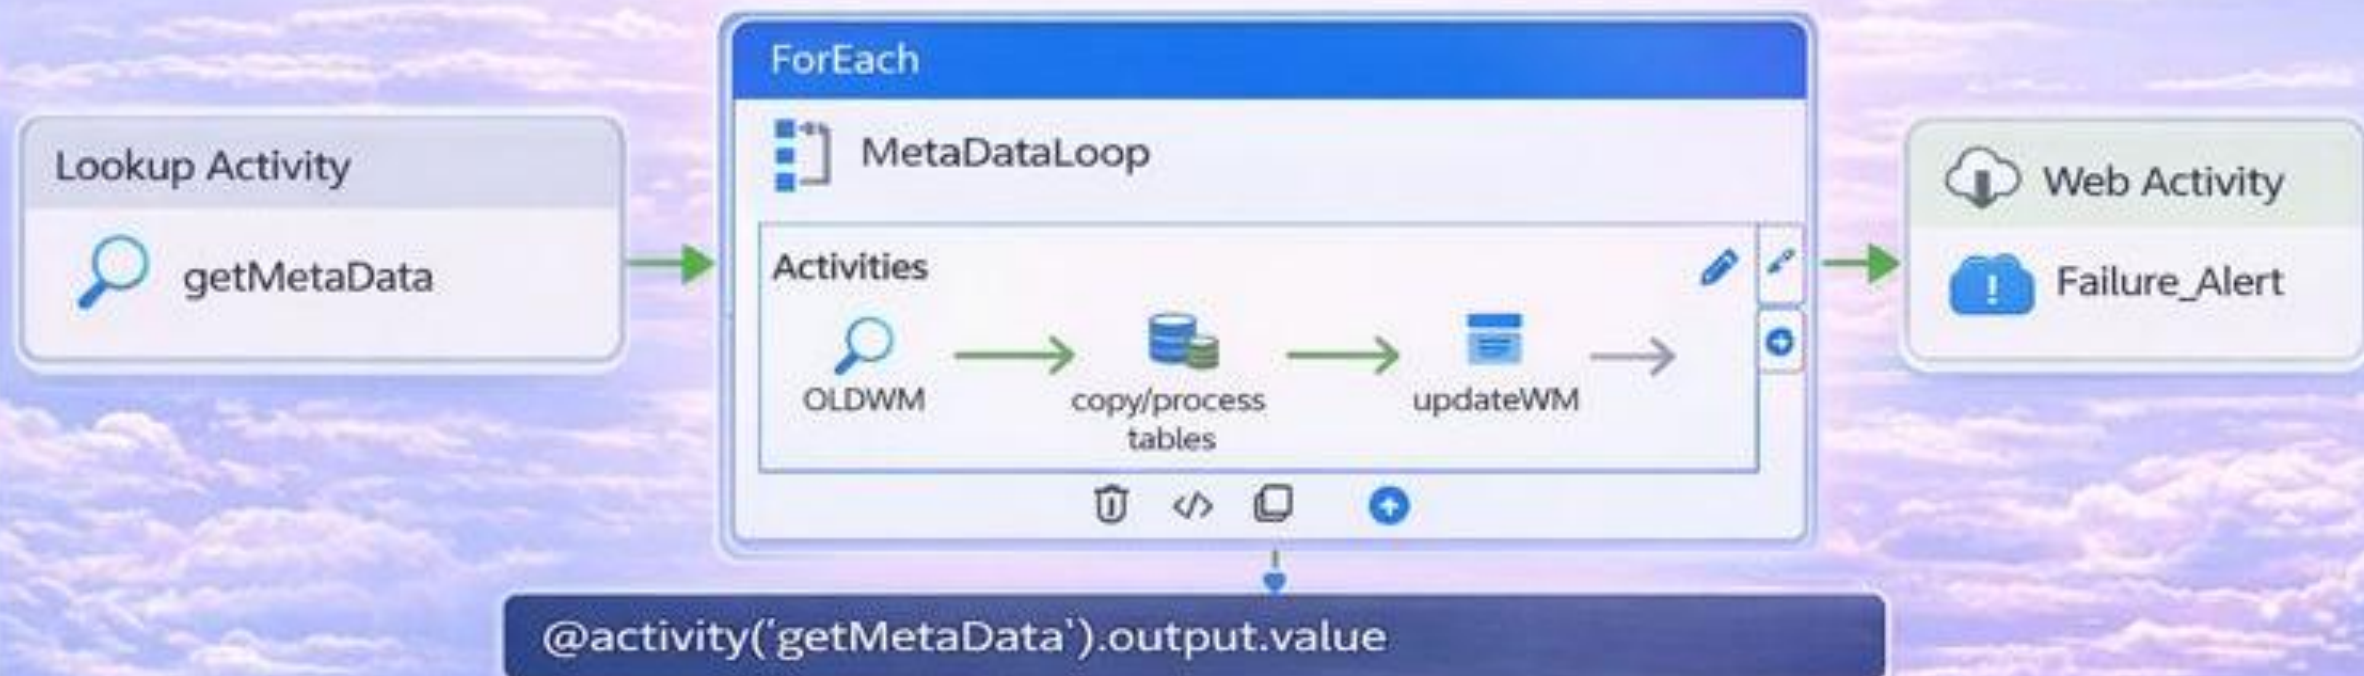 Lookup Activity
getMetaData
ForEach
MetaDataLoop
Activities
OLDWM
copy/process
tables
updateWM
Web Activity
Failure_Alert
@activity('getMetaData`).output.value